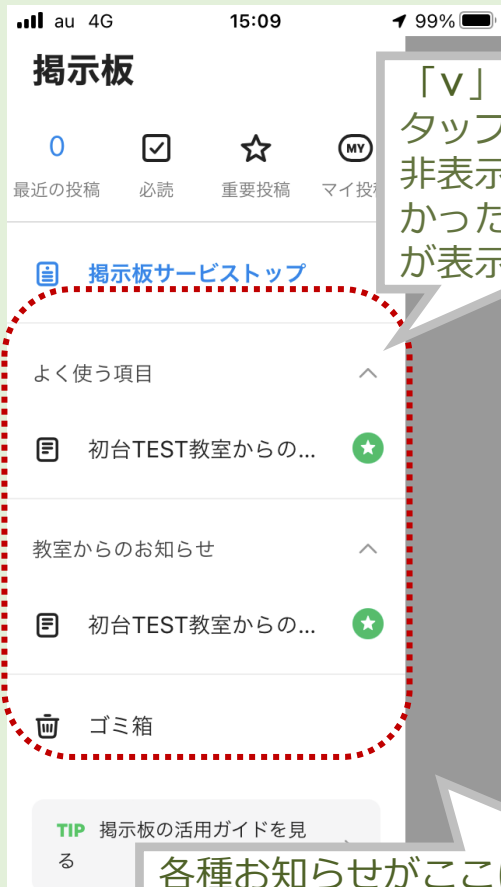 au 4G 15:09 99%
掲示板
0
最近の投稿 必読 重要投稿 マイ投
MY
掲示板サービストップ
よく使う項目
初台TEST教室からの...
教室からのお知らせ
初台TEST教室からの...
ゴミ箱
TIP 掲示板の活用ガイドを見
る
「∨」
タップ
非表示
かった
が表示
各種お知らせがここ